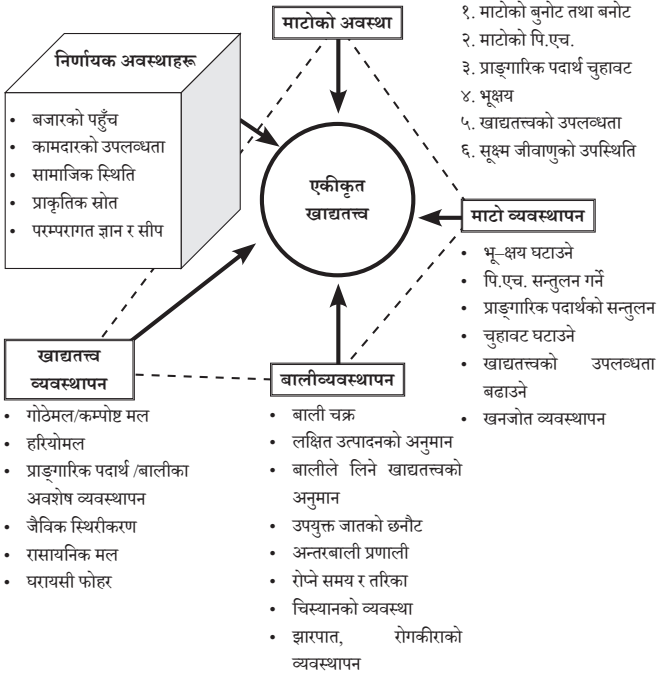 माटोको अवस्था
१. माटोको बुनोट तथा बनोट
२. माटोको पि.एच.
३. प्राङ्गारिक पदार्थ चुहावट
४. भूक्षय
५. खाद्यतत्त्वको उपलव्धता
६. सूक्ष्म जीवाणुको उपस्थिति
निर्णायक अवस्थाहरू
• बजारको पहुँच
• कामदारको उपलव्धता
• सामाजिक स्थिति
• प्राकृतिक स्रोत
• परम्परागत ज्ञान र सीप
एकीकृत
खाद्यतत्त्व
माटो व्यवस्थापन
• भू–क्षय घटाउने
• पि.एच. सन्तुलन गर्ने
• प्राङ्गारिक पदार्थको सन्तुलन
• चुहावट घटाउने
• खाद्यतत्त्वको उपलव्धता
बढाउने
• खनजोत व्यवस्थापन
खाद्यतत्त्व
व्यवस्थापन
• गोठेमल/कम्पोष्ट मल
• हरियोमल
• प्राङ्गारिक पदार्थ /बालीका
अवशेष व्यवस्थापन
• जैविक स्थिरीकरण
• रासायनिक मल
• घरायसी फोहर
बालीव्यवस्थापन
• बाली चक्र
• लक्षित उत्पादनको अनुमान
• बालीले लिने खाद्यतत्त्वको
अनुमान
• उपयुक्त जातको छनौट
• अन्तरबाली प्रणाली
• रोप्ने समय र तरिका
• चिस्यानको व्यवस्था
• झारपात, रोगकीराको
व्यवस्थापन